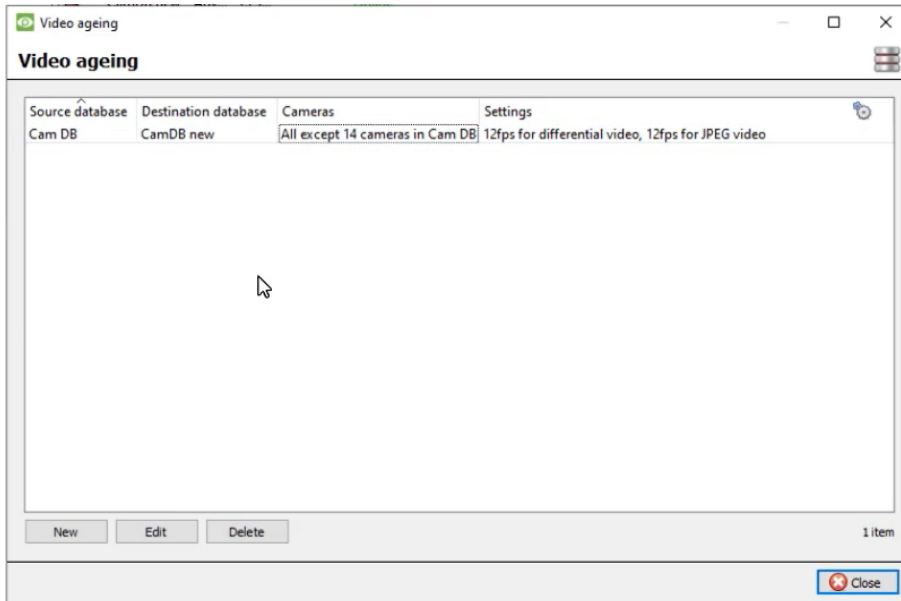 Video ageing
Video ageing
Source database Destination database Cameras Settings
Cam DB CamDB new All except 14 cameras in Cam DB 12fps for differential video, 12fps for JPEG video
New Edit Delete 1 item
Close